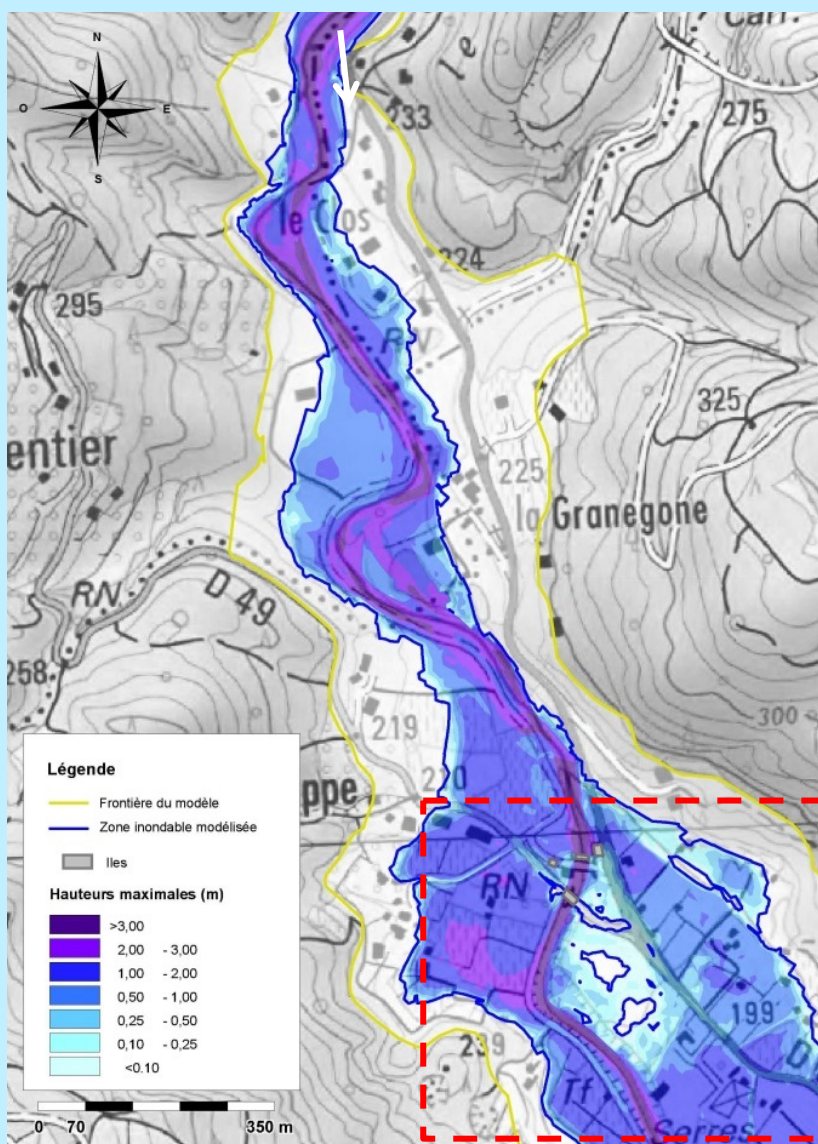 Carr.
le
N
O
E
S
233
275
le Clos
224
295
RN
325
entier
225
la Granegone
RN
D 49
258
219
300
220
ppe
RN
199
D
239
Tf
Serres
Légende
Frontière du modèle
Zone inondable modélisée
Iles
Hauteurs maximales (m)
>3,00
2,00 - 3,00
1,00 - 2,00
0,50 - 1,00
0,25 - 0,50
0,10 - 0,25
<0.10
0 70 350 m